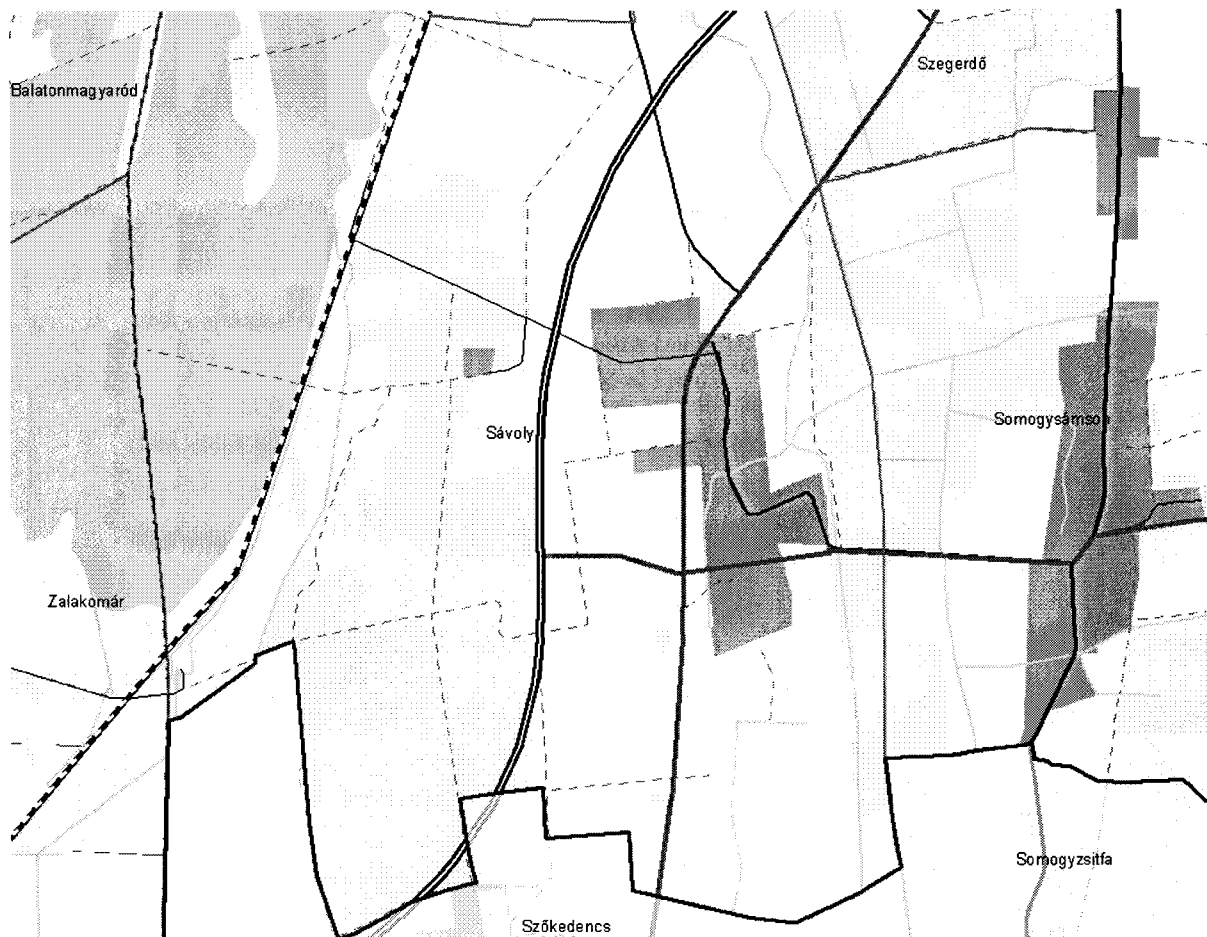 Szegerdő
Balatonmagyaród
Somogysámson
Sávoly
Zalakomár
Somogyzsitfa
Szőkedencs